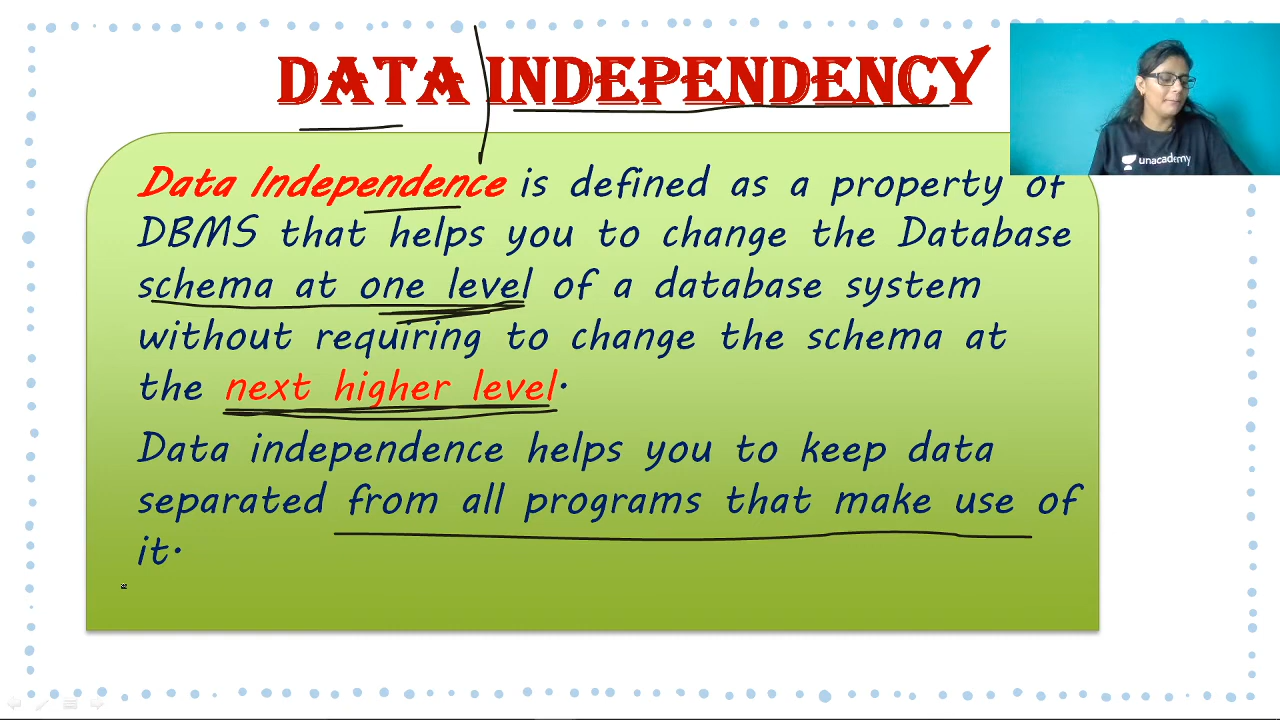 DATA INDEPENDENCY
unacademy
Data Independence is defined as a property of
DBMS that helps you to change the Database
schema at one level of a database system
without requiring to change the schema at
the next higher level.
Data independence helps you to keep data
separated from all programs that make use of
it.